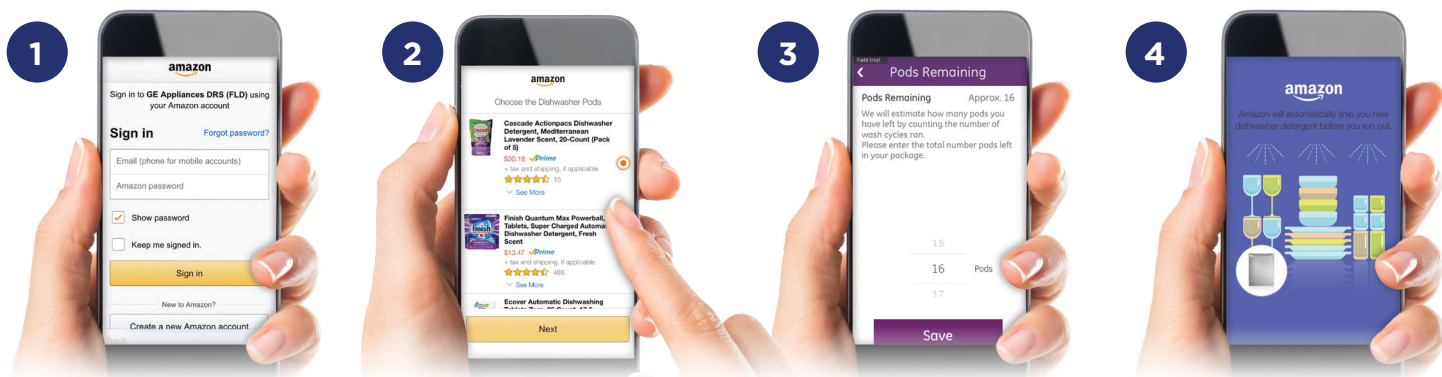 1
amazon
Sign in to GE Appliances DRS (FLD) using
your Amazon account
Sign in Forgot password?
Email (phone for mobile accounts)
Amazon password
Show password
Keep me signed in.
Sign in
New to Amazon?
Create a new Amazon account
Back
2
amazon
Choose the Dishwasher Pods
Cascade Actionpacs Dishwasher
Detergent, Mediterranean
Lavender Scent, 20-Count (Pack
of 5)
$30.18 Prime
+ tax and shipping, if applicable
15
See More
Finish Quantum Max Powerball,
Tablets, Super Charged Automa
Dishwasher Detergent, Fresh
Scent
$13.47 Prime
+ tax and shipping, if applicable
486
See More
Ecover Automatic Dishwashing
Next
3
Field trial
Pods Remaining
Pods Remaining Approx. 16
We will estimate how many pods you
have left by counting the number of
wash cycles ran.
Please enter the total number pods left
in your package.
15
16 Pods
17
Save
4
amazon
Amazon will automatically ship you new
dishwasher detergent before you run out.